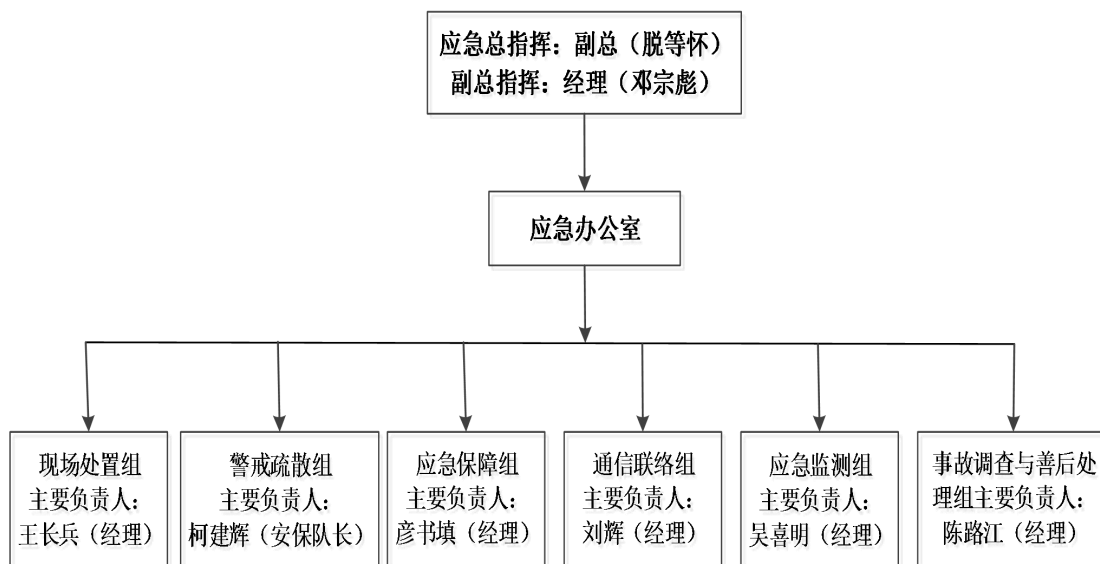 应急总指挥：副总（脱等怀）
副总指挥：经理（邓宗彪）
应急办公室
现场处置组
主要负责人：
王长兵（经理）
警戒疏散组
主要负责人：
柯建辉（安保队长）
应急保障组
主要负责人：
彦书填（经理）
通信联络组
主要负责人：
刘辉（经理）
应急监测组
主要负责人：
吴喜明（经理）
事故调查与善后处
理组主要负责人：
陈路江（经理）